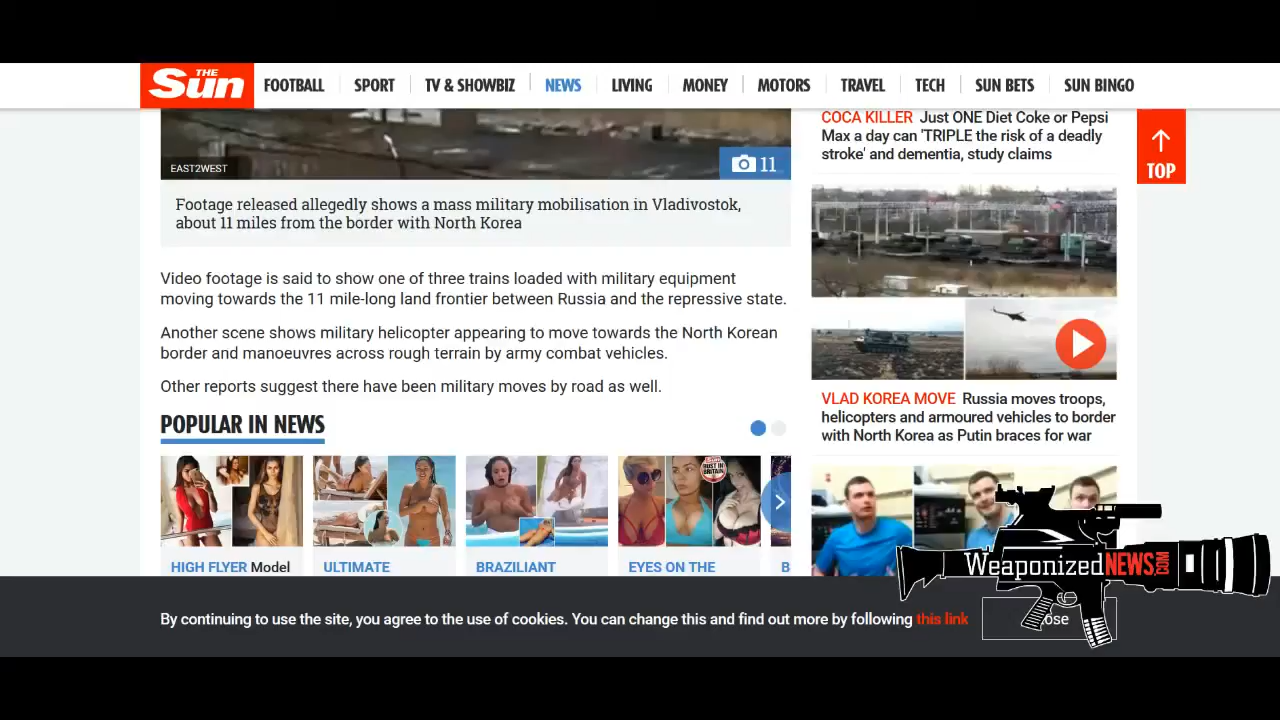 THE Sun
FOOTBALL SPORT TV & SHOWBIZ NEWS LIVING MONEY MOTORS TRAVEL TECH SUN BETS SUN BINGO
EAST2WEST
11
Footage released allegedly shows a mass military mobilisation in Vladivostok,
about 11 miles from the border with North Korea
Video footage is said to show one of three trains loaded with military equipment
moving towards the 11 mile-long land frontier between Russia and the repressive state.
Another scene shows military helicopter appearing to move towards the North Korean
border and manoeuvres across rough terrain by army combat vehicles.
Other reports suggest there have been military moves by road as well.
POPULAR IN NEWS
BUST IN BRITAIN
HIGH FLYER Model
ULTIMATE
BRAZILIANT
EYES ON THE
B
COCA KILLER Just ONE Diet Coke or Pepsi
Max a day can 'TRIPLE the risk of a deadly
stroke' and dementia, study claims
VLAD KOREA MOVE Russia moves troops,
helicopters and armoured vehicles to border
with North Korea as Putin braces for war
TOP
WeaponizedNEWS.COM
By continuing to use the site, you agree to the use of cookies. You can change this and find out more by following this link
ose